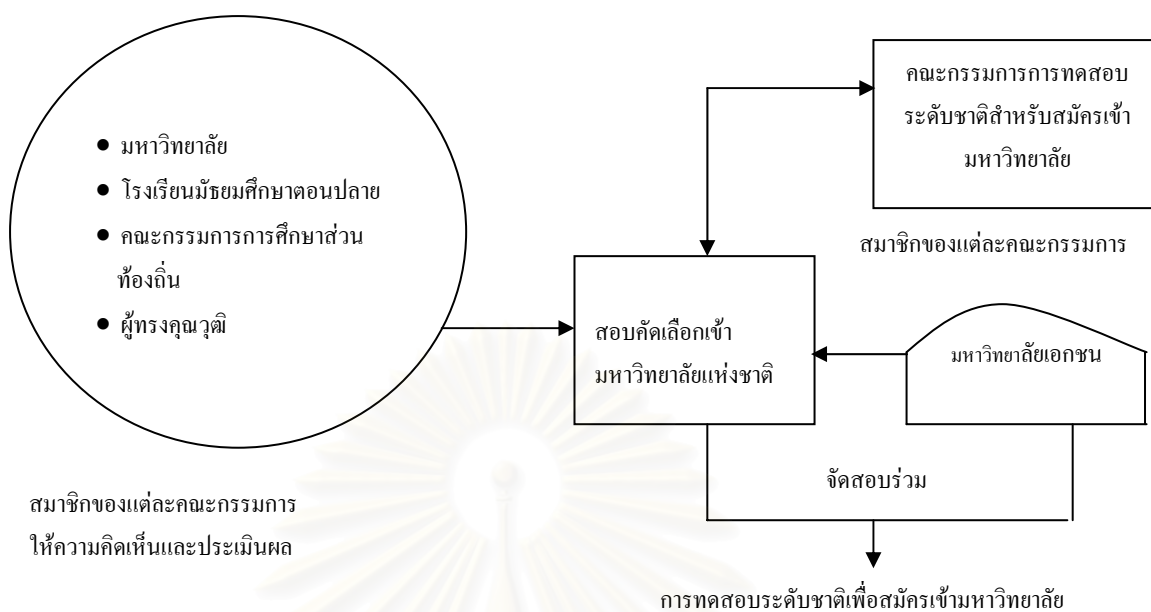 ● มหาวิทยาลัย
● โรงเรียนมัธยมศึกษาตอนปลาย
● คณะกรรมการการศึกษาส่วน
ท้องถิ่น
● ผู้ทรงคุณวุฒิ
สมาชิกของแต่ละคณะกรรมการ
ให้ความคิดเห็นและประเมินผล
คณะกรรมการการทดสอบ
ระดับชาติสำหรับสมัครเข้า
มหาวิทยาลัย
สมาชิกของแต่ละคณะกรรมการ
สอบคัดเลือกเข้า
มหาวิทยาลัยแห่งชาติ
มหาวิทยาลัยเอกชน
จัดสอบร่วม
การทดสอบระดับชาติเพื่อสมัครเข้ามหาวิทยาลัย